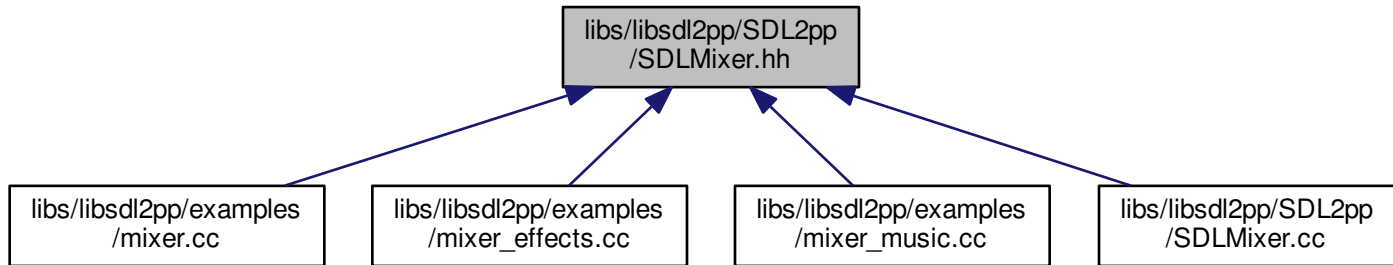 libs/libsdl2pp/SDL2pp
/SDLMixer.hh
libs/libsdl2pp/examples
/mixer.cc
libs/libsdl2pp/examples
/mixer_effects.cc
libs/libsdl2pp/examples
/mixer_music.cc
libs/libsdl2pp/SDL2pp
/SDLMixer.cc